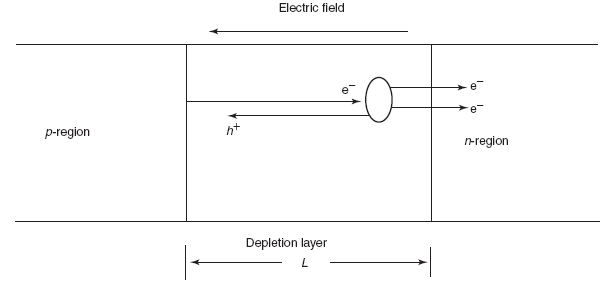 Electric field
e⁻
e⁻
e⁻
h⁺
p-region
n-region
Depletion layer
L